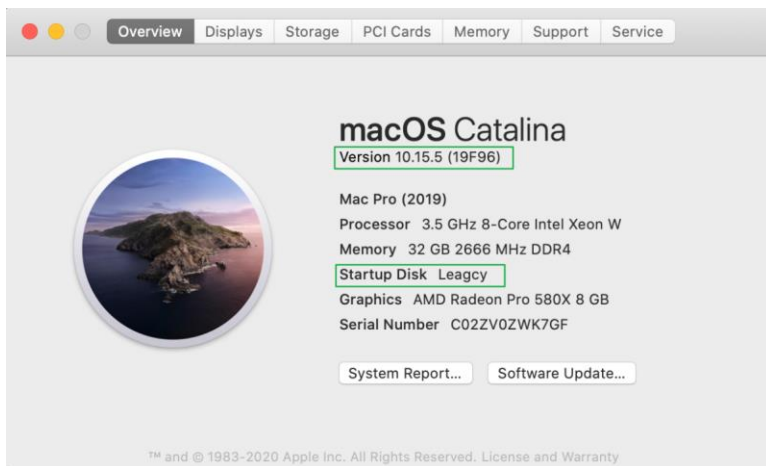 Overview Displays Storage PCI Cards Memory Support Service
macOS Catalina
Version 10.15.5 (19F96)
Mac Pro (2019)
Processor 3.5 GHz 8-Core Intel Xeon W
Memory 32 GB 2666 MHz DDR4
Startup Disk Leagcy
Graphics AMD Radeon Pro 580X 8 GB
Serial Number C02ZV0ZWK7GF
System Report... Software Update...
™ and © 1983-2020 Apple Inc. All Rights Reserved. License and Warranty